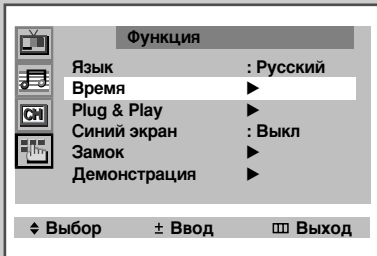 Функция
Язык : Русский
Время ▶
Plug & Play ▶
CH
Синий экран : Выкл
Замок ▶
Демонстрация ▶
Выбор ± Ввод Выход